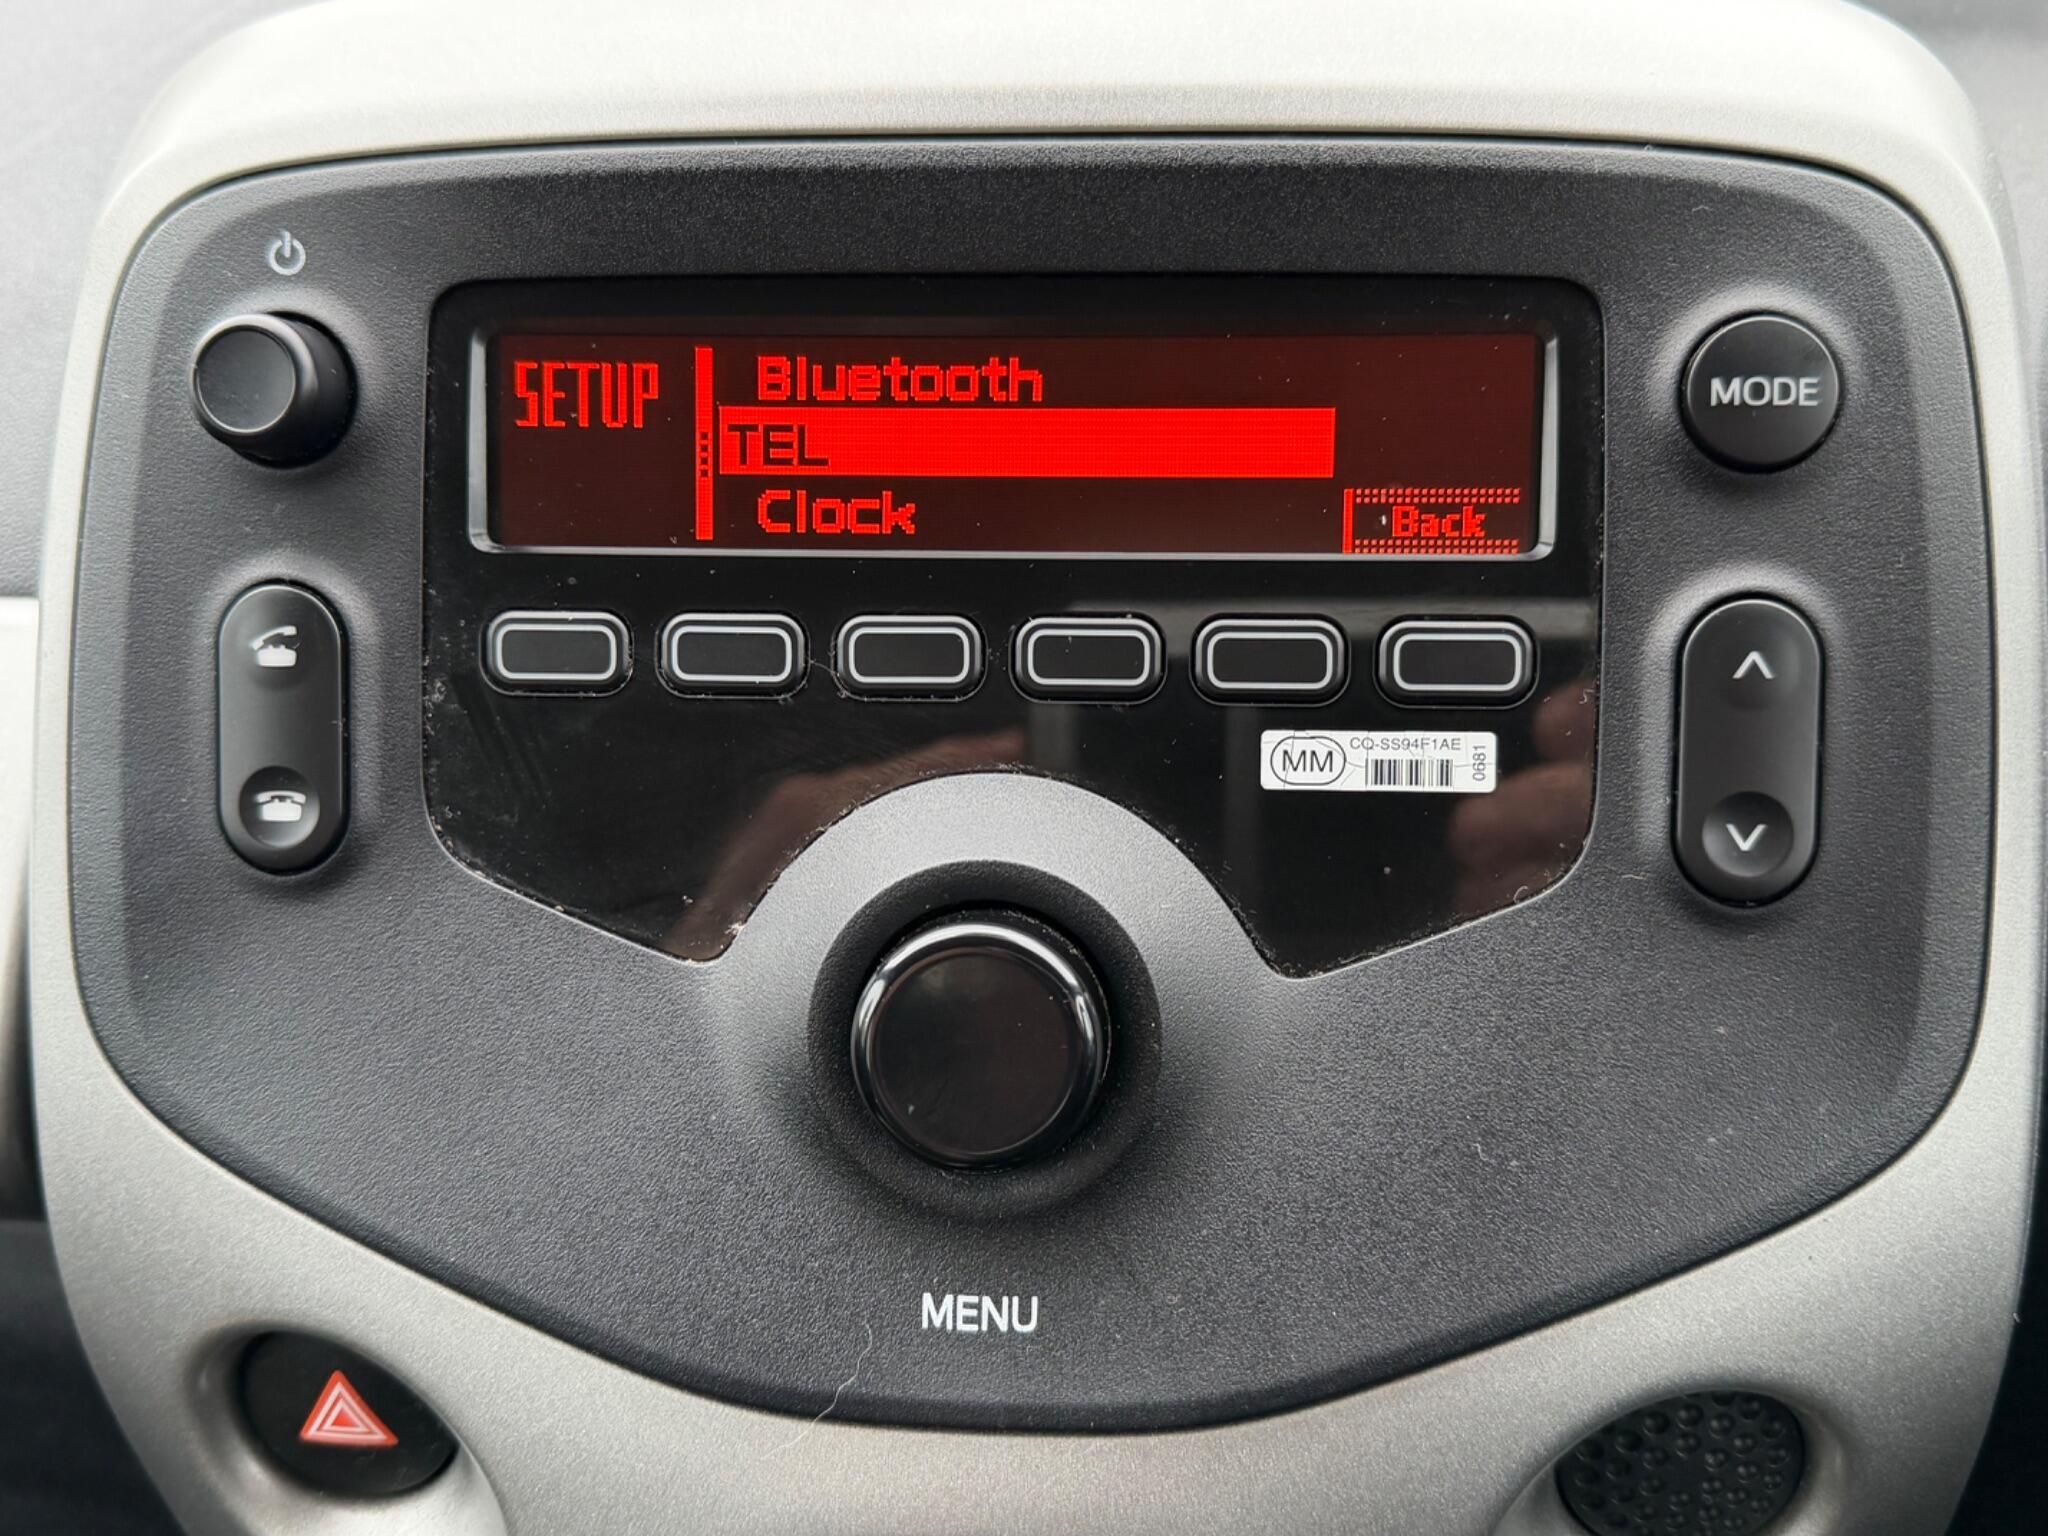 SETUP
Bluetooth
TEL
Clock
Back
MODE
MM
CQ-SS94F1AE
0681
MENU